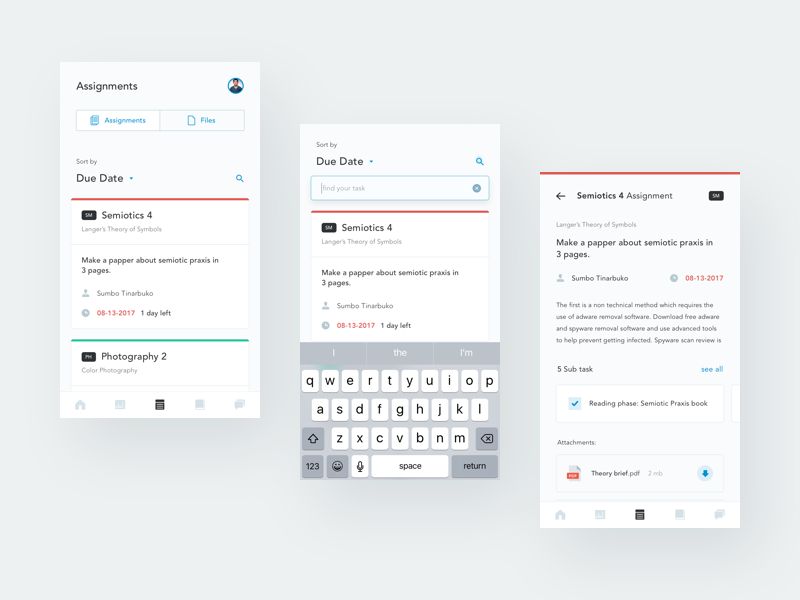 Assignments
Assignments
Files
Sort by
Due Date
SM Semiotics 4
Langer's Theory of Symbols
Make a papper about semiotic praxis in
3 pages.
Sumbo Tinarbuko
08-13-2017 1 day left
PH Photography 2
Color Photography
Sort by
Due Date
find your task
SM Semiotics 4
Langer's Theory of Symbols
Make a papper about semiotic praxis in
3 pages.
Sumbo Tinarbuko
08-13-2017 1 day left
I the I'm
q w e r t y u i o p
a s d f g h j k l
z x c v b n m
123 space return
Semiotics 4 Assignment SM
Langer's Theory of Symbols
Make a papper about semiotic praxis in
3 pages.
Sumbo Tinarbuko 08-13-2017
The first is a non technical method which requires the
use of adware removal software. Download free adware
and spyware removal software and use advanced tools
to help prevent getting infected. Spyware scan review is
5 Sub task see all
Reading phase: Semiotic Praxis book
Attachments:
PDF Theory brief.pdf 2 mb